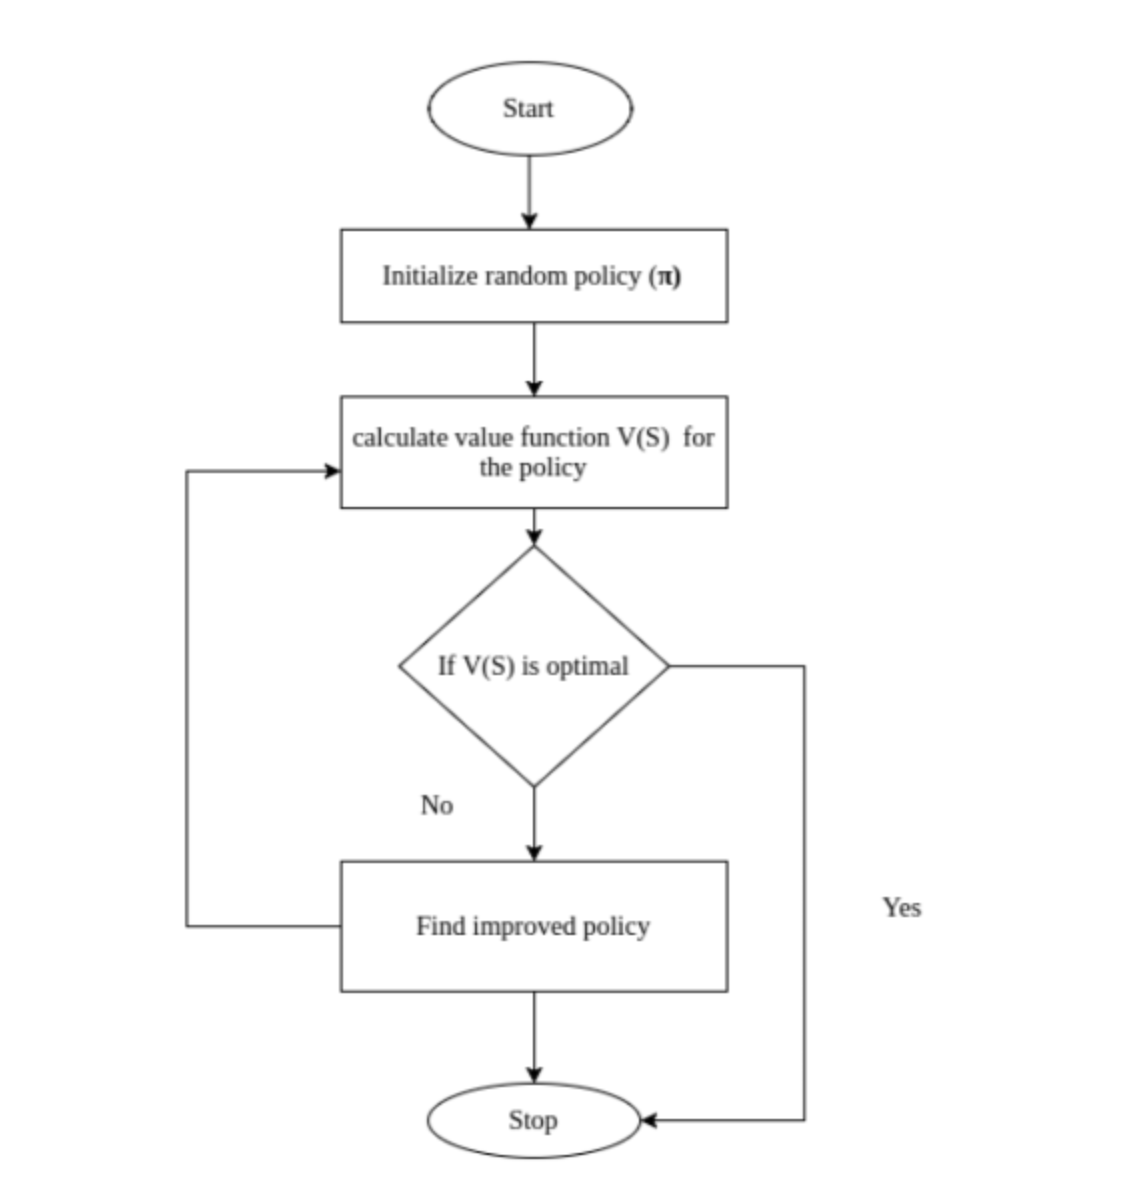 Start
Initialize random policy (π)
calculate value function V(S) for
the policy
If V(S) is optimal
No
Find improved policy
Yes
Stop